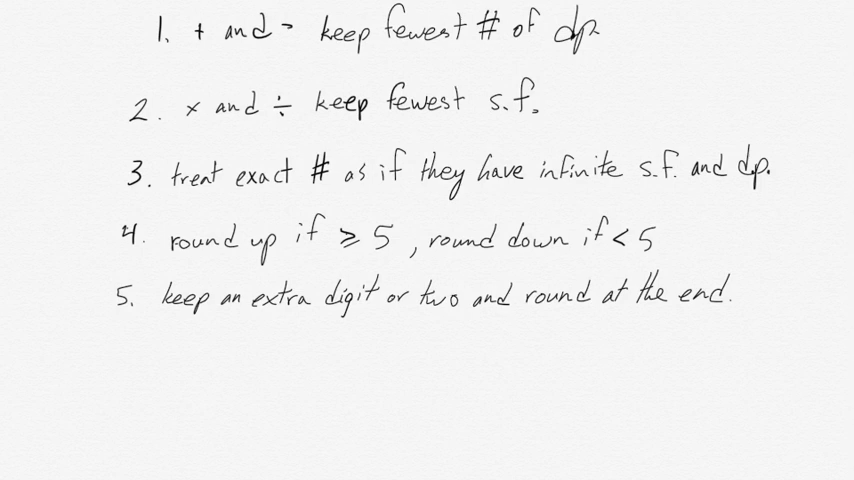 1. + and - keep fewest # of dp.
2. × and ÷ keep fewest s.f.
3. treat exact # as if they have infinite s.f. and dp.
4. round up if ≥ 5, round down if < 5
5. keep an extra digit or two and round at the end.